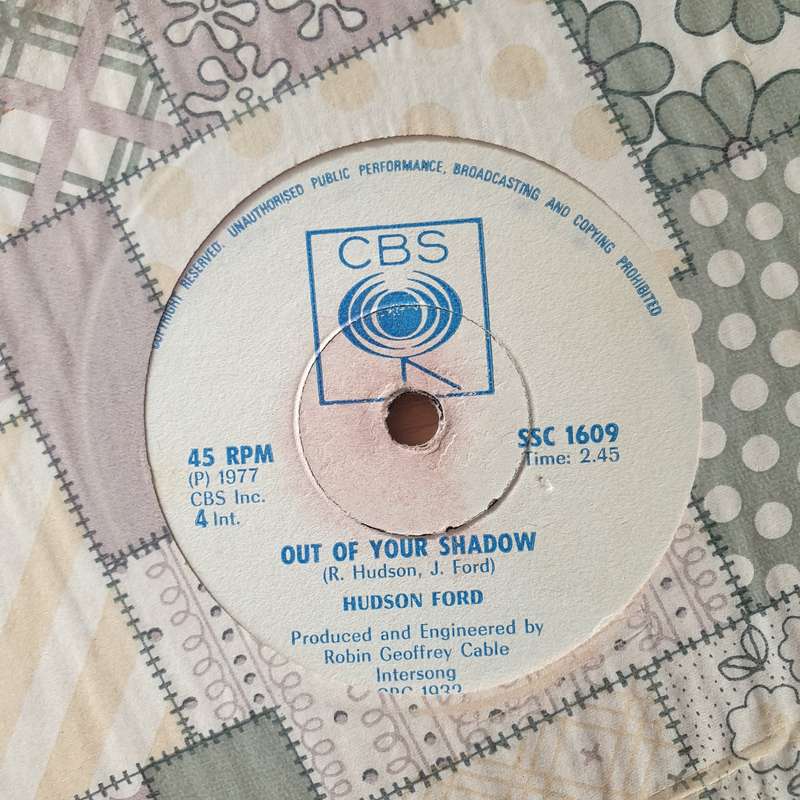 COPYRIGHT RESERVED. UNAUTHORISED PUBLIC PERFORMANCE, BROADCASTING AND COPYING PROHIBITED
CBS
45 RPM
(P) 1977
CBS Inc.
4 Int.
SSC 1609
Time: 2.45
OUT OF YOUR SHADOW
(R. Hudson, J. Ford)
HUDSON FORD
Produced and Engineered by
Robin Geoffrey Cable
Intersong
1932